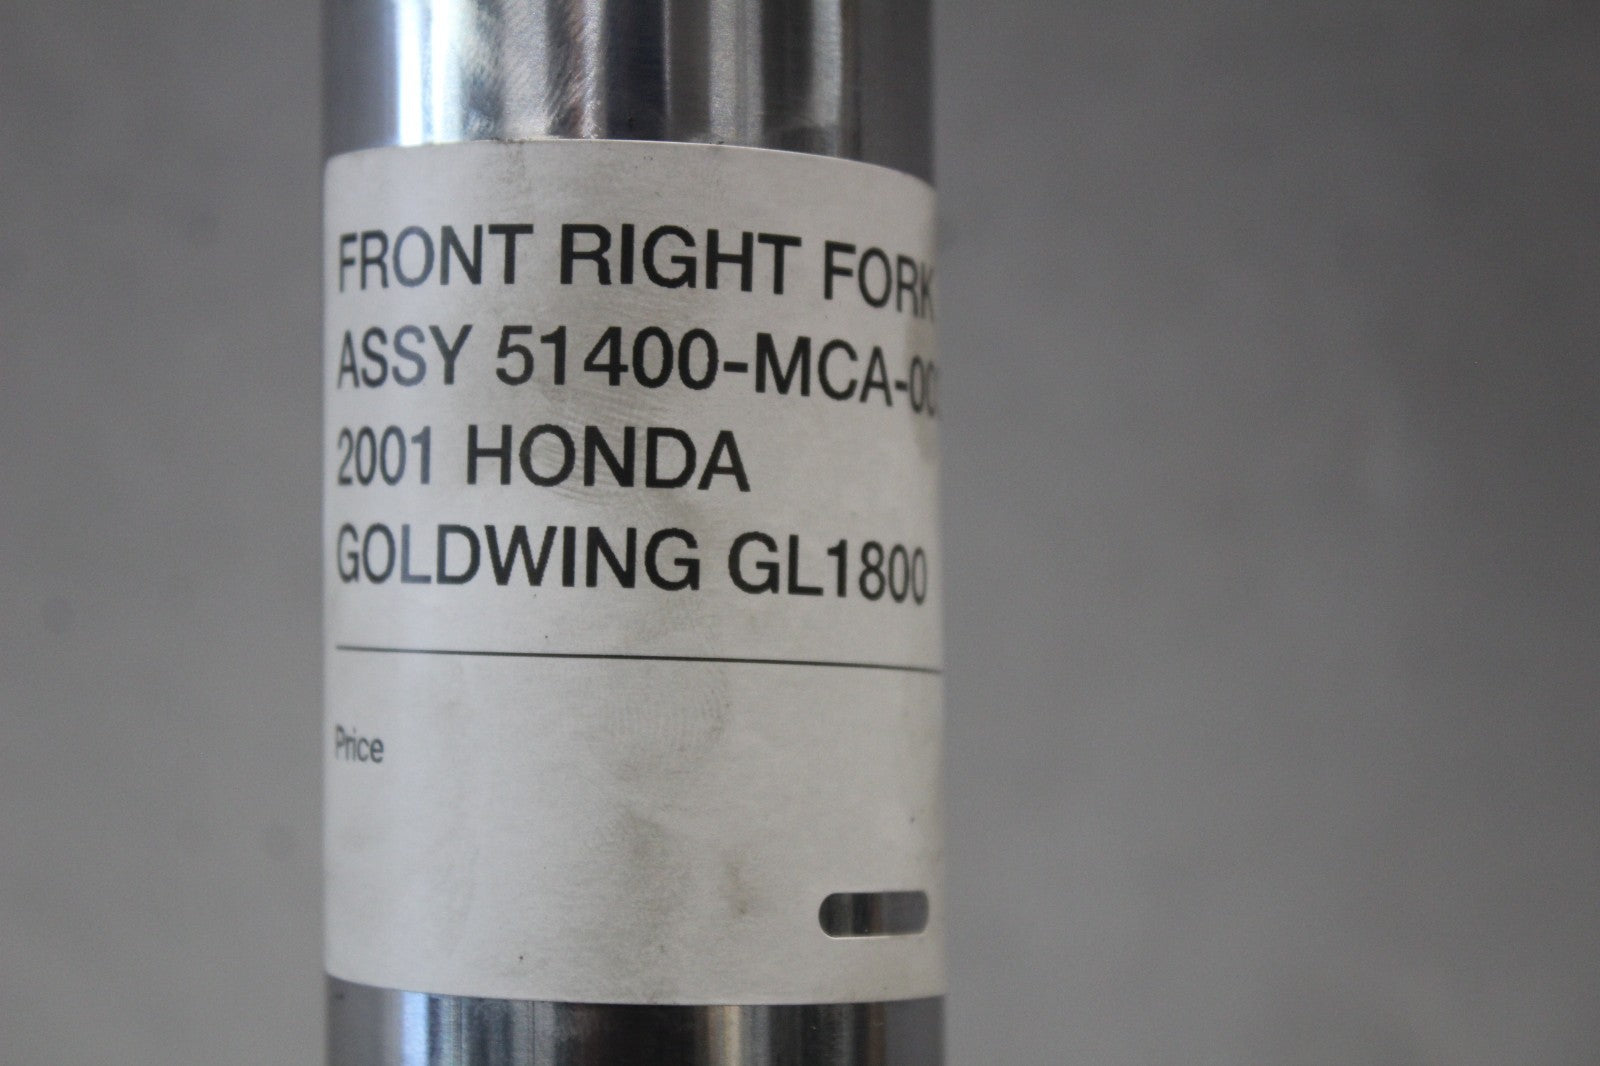 FRONT RIGHT FORK
ASSY 51400-MCA-00
2001 HONDA
GOLDWING GL1800
Price